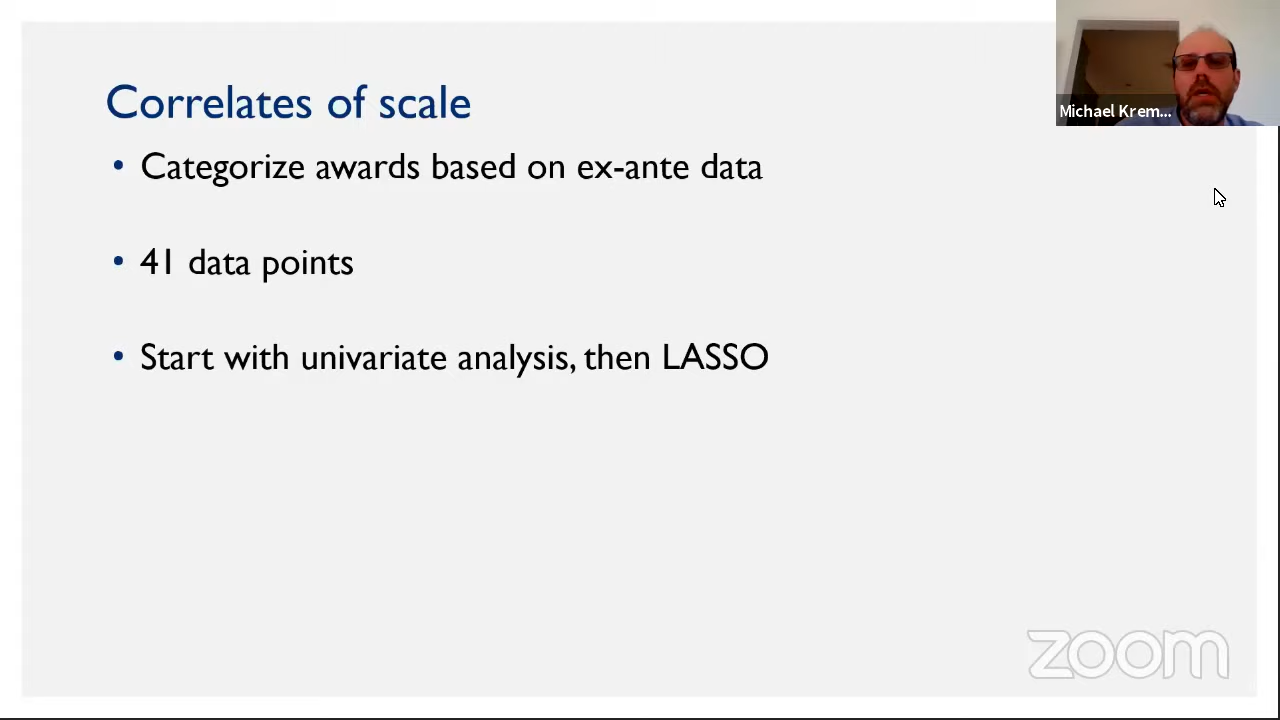 Correlates of scale
• Categorize awards based on ex-ante data
• 41 data points
• Start with univariate analysis, then LASSO
Michael Krem...
zoom